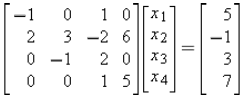 -1 0 1 0 x1 5
2 3 -2 6 x2 = -1
0 -1 2 0 x3 3
0 0 1 5 x4 7